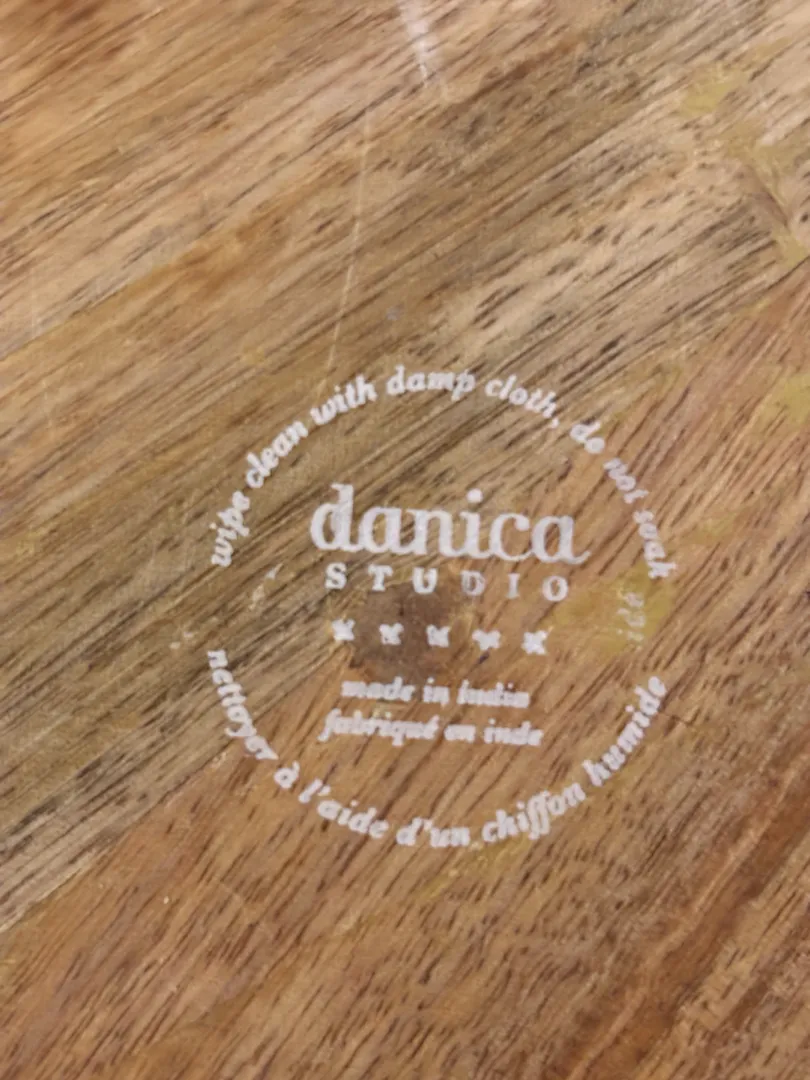 wipe clean with damp cloth, do not soak
danica
STUDIO
made in india
fabriqué en inde
nettoyer à l'aide d'un chiffon humide